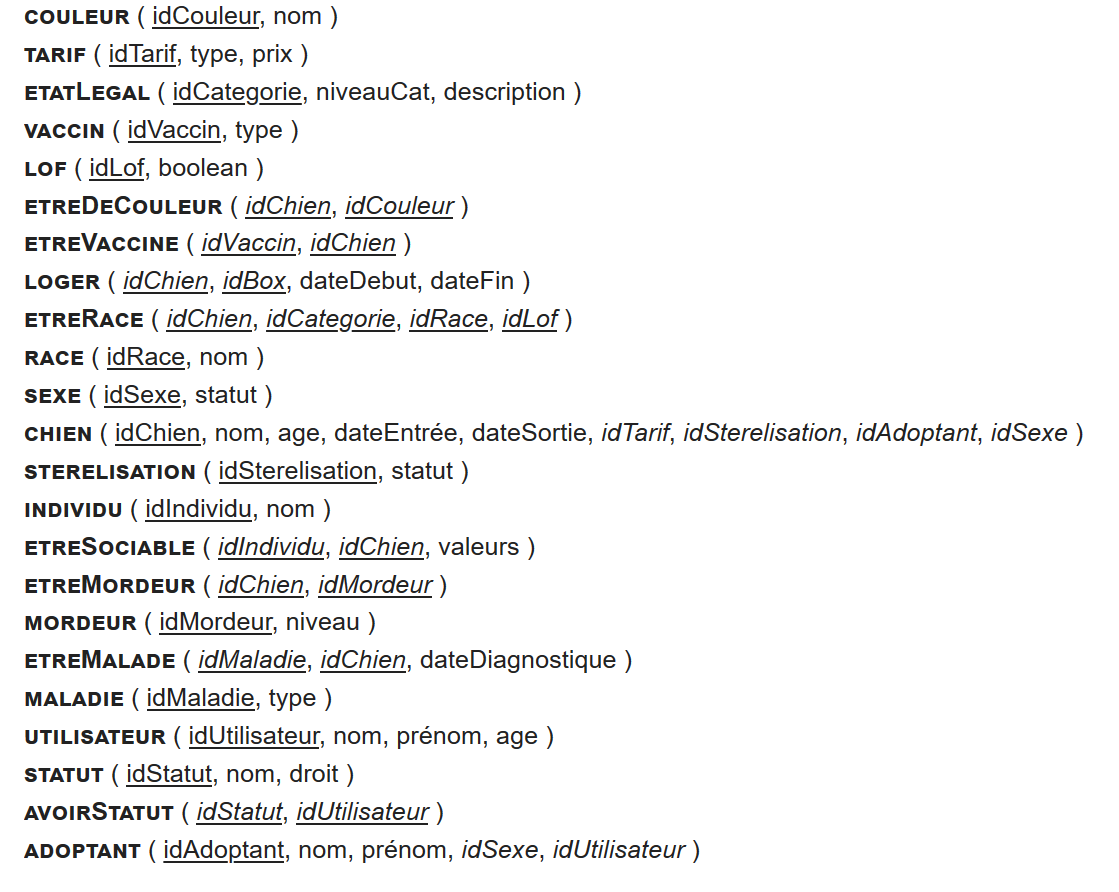 COULEUR ( idCouleur, nom )
TARIF ( idTarif, type, prix )
ETATLEGAL ( idCategorie, niveauCat, description )
VACCIN ( idVaccin, type )
LOF ( idLof, boolean )
ETREDECOULEUR ( idChien, idCouleur )
ETREVACCINE ( idVaccin, idChien )
LOGER ( idChien, idBox, dateDebut, dateFin )
ETRERACE ( idChien, idCategorie, idRace, idLof )
RACE ( idRace, nom )
SEXE ( idSexe, statut )
CHIEN ( idChien, nom, age, dateEntrée, dateSortie, idTarif, idSterelisation, idAdoptant, idSexe )
STERELISATION ( idSterelisation, statut )
INDIVIDU ( idIndividu, nom )
ETRESOCIABLE ( idIndividu, idChien, valeurs )
ETREMORDEUR ( idChien, idMordeur )
MORDEUR ( idMordeur, niveau )
ETREMALADE ( idMaladie, idChien, dateDiagnostique )
MALADIE ( idMaladie, type )
UTILISATEUR ( idUtilisateur, nom, prénom, age )
STATUT ( idStatut, nom, droit )
AVOIRSTATUT ( idStatut, idUtilisateur )
ADOPTANT ( idAdoptant, nom, prénom, idSexe, idUtilisateur )